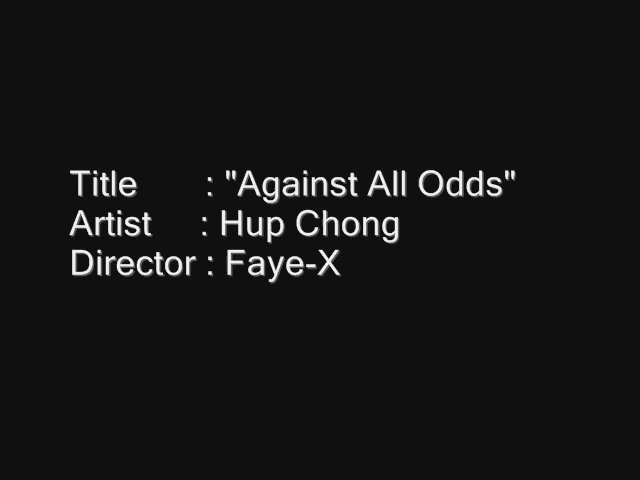 Title : "Against All Odds"
Artist : Hup Chong
Director : Faye-X